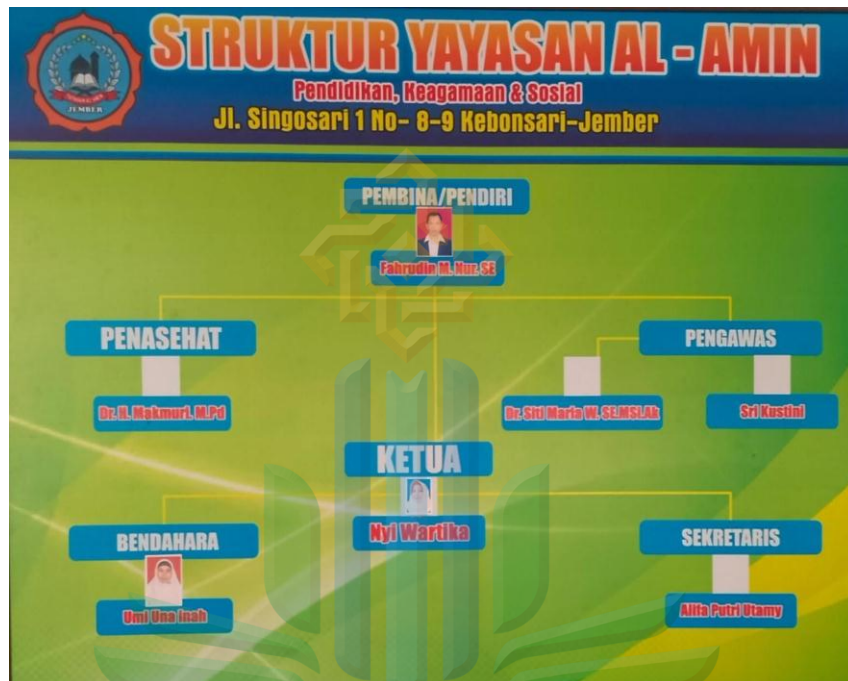 STRUKTUR YAYASAN AL - AMIN
Pendidikan, Keagamaan & Sosial
Jl. Singosari 1 No- 8-9 Kebonsari-Jember
JEMBER
PEMBINA/PENDIRI
Fahrudin M. Nur. SE
PENASEHAT
Dr. H. Makmuri. M.Pd
PENGAWAS
Dr. Siti Maria W. SE.MSI.Ak
Sri Kustini
KETUA
Nyi Wartika
BENDAHARA
Umi Una Inah
SEKRETARIS
Alifa Putri Utamy